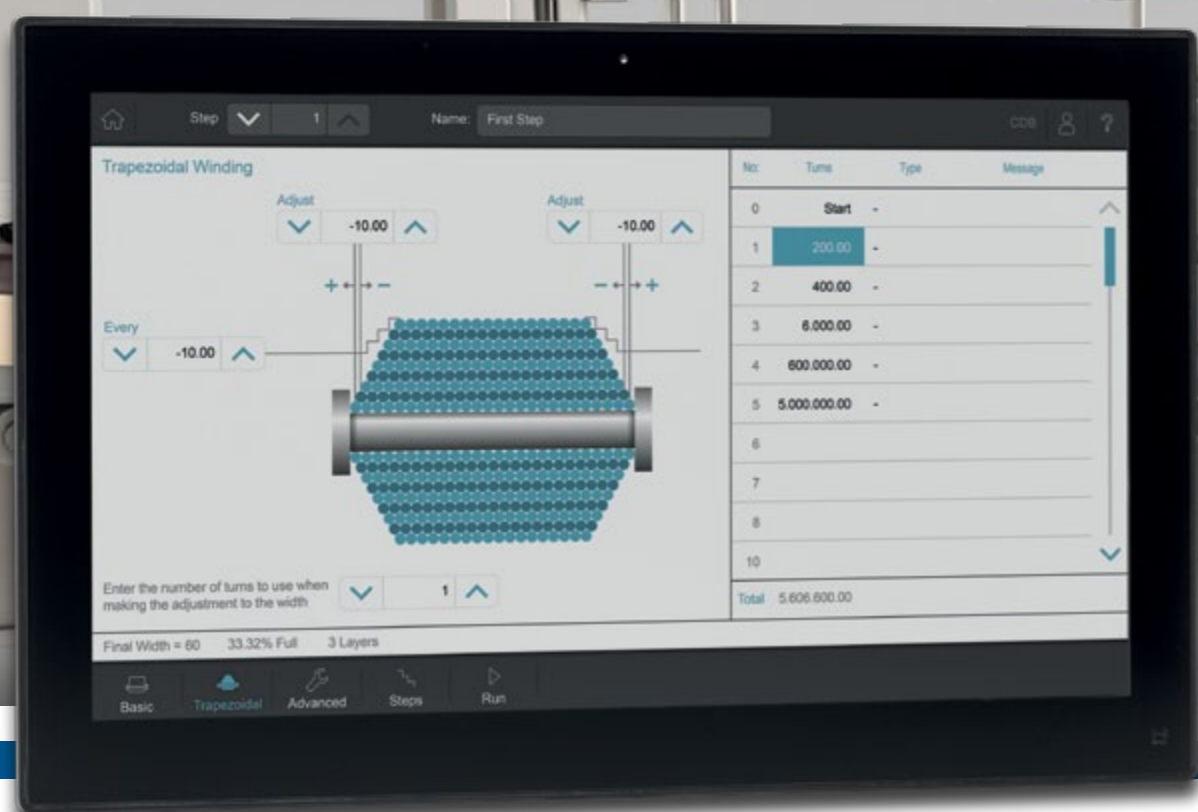 Step 1 Name: First Step CDB ?
Trapezoidal Winding
No: Turns Type Message
Adjust Adjust
-10.00 -10.00
0 Start -
1 200.00 -
+ - - +
2 400.00 -
Every
3 6.000.00 -
-10.00
4 600.000.00 -
5 5.000.000.00 -
6
7
8
10
Enter the number of turns to use when
making the adjustment to the width
1
Total 5.606.600.00
Final Width = 60 33.32% Full 3 Layers
Basic Trapezoidal Advanced Steps Run